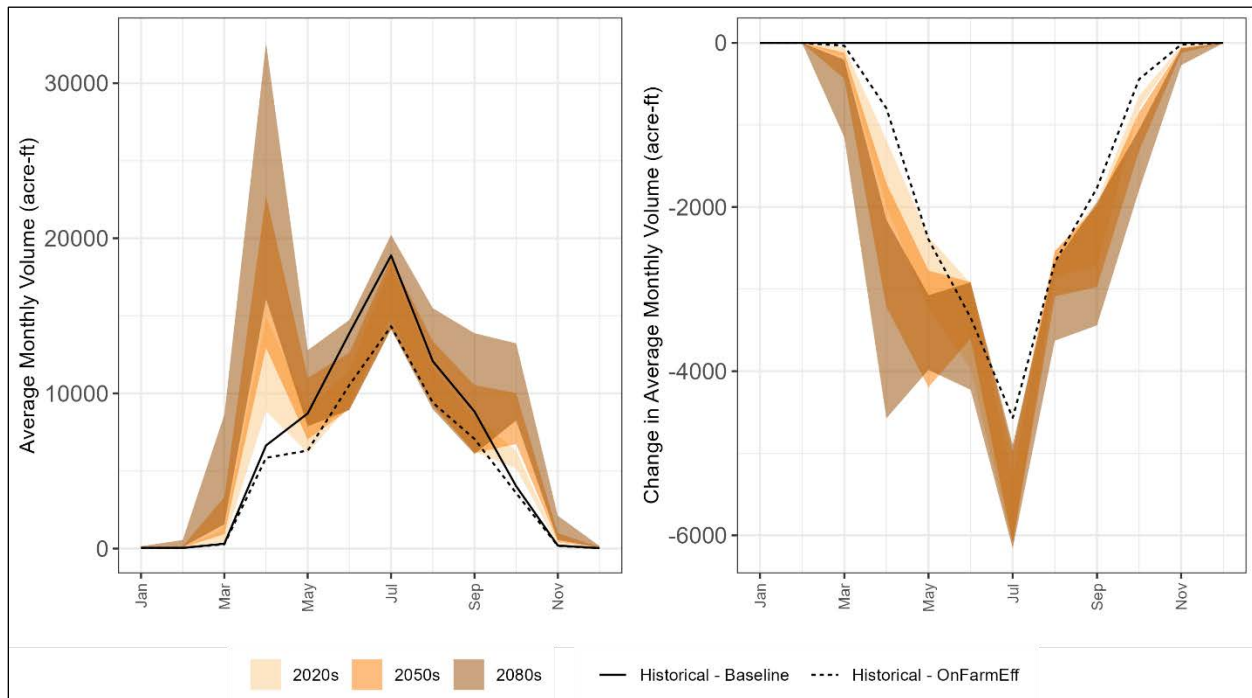 Average Monthly Volume (acre-ft)
30000
20000
10000
0
Jan
Mar
May
Jul
Sep
Nov
Change in Average Monthly Volume (acre-ft)
0
-2000
-4000
-6000
Jan
Mar
May
Jul
Sep
Nov
2020s 2050s 2080s Historical - Baseline Historical - OnFarmEff